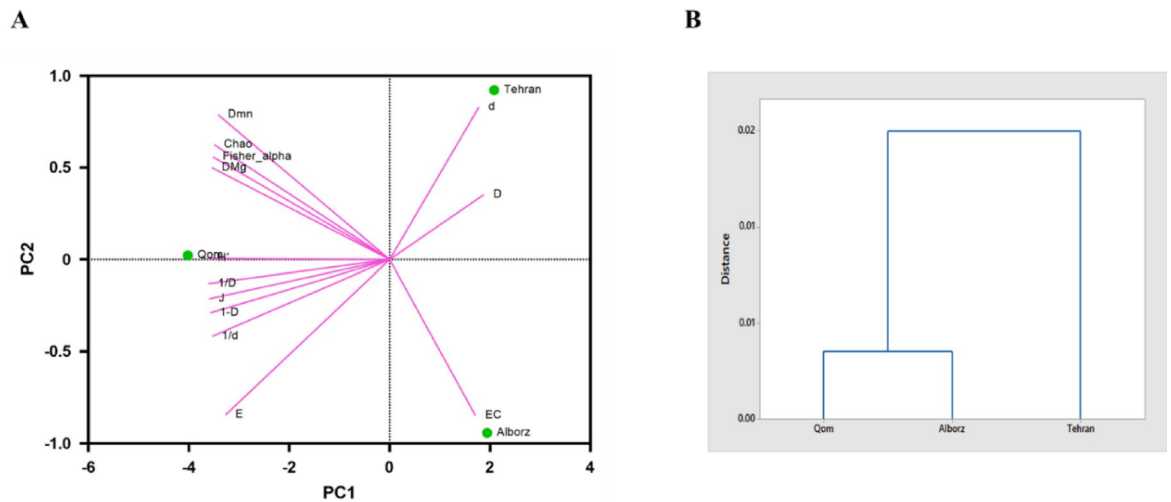 A
B
PC2
1.0
0.5
0
-0.5
-1.0
-6
-4
-2
0
2
4
PC1
Dmn
Chao
Fisher_alpha
DMg
Qom
1/D
J
1-D
1/d
E
Tehran
d
D
EC
Alborz
Distance
0.02
0.01
0.01
0.00
Qom
Alborz
Tehran